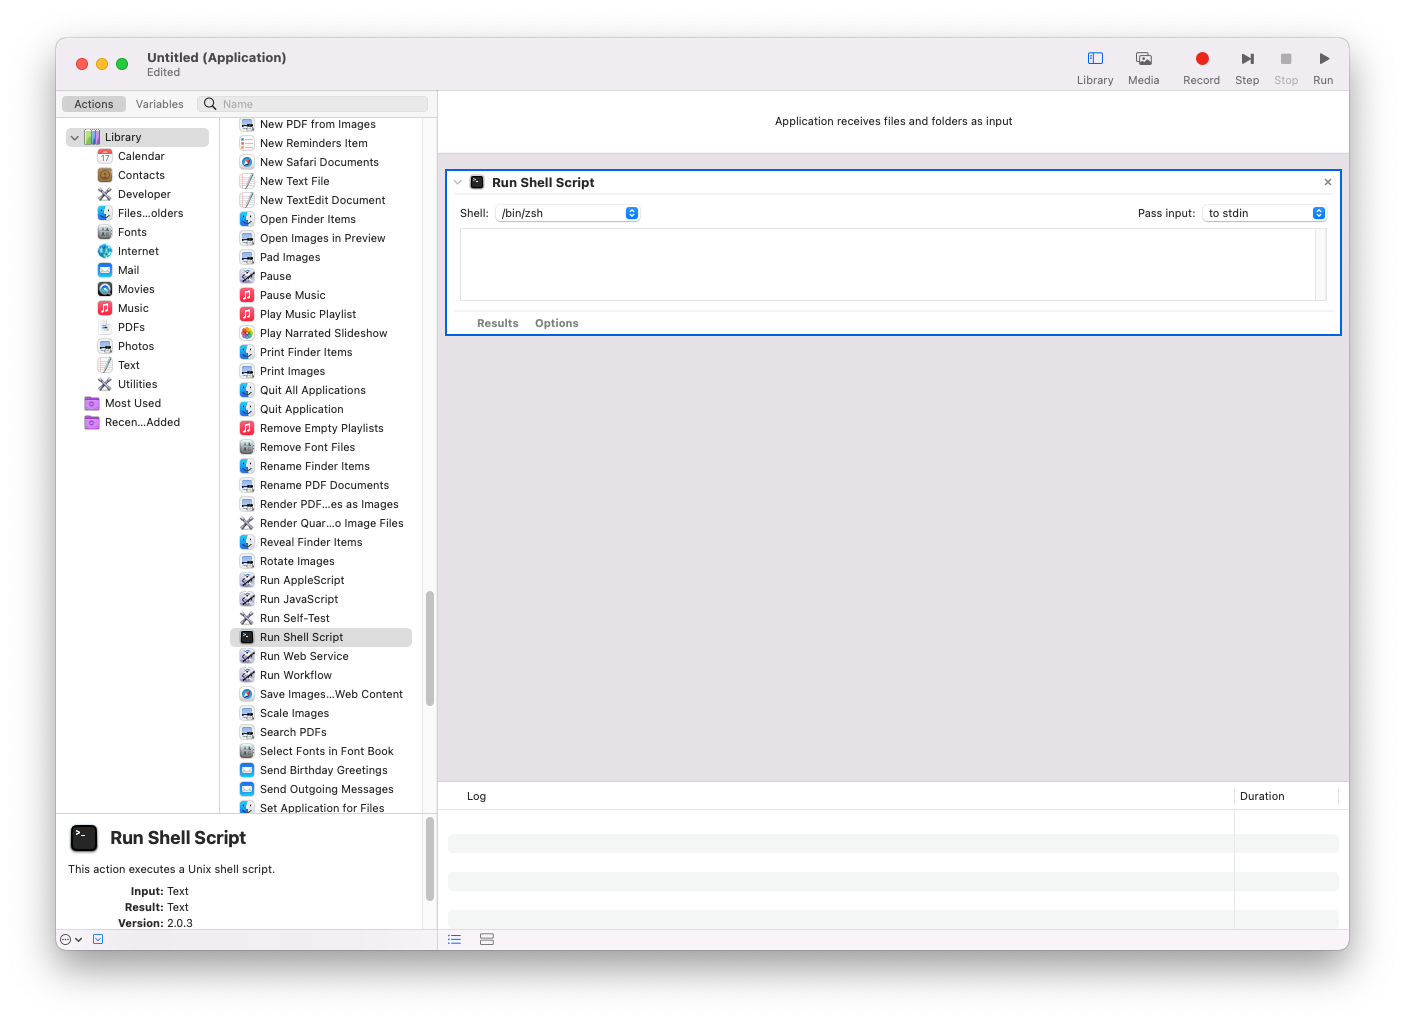 Untitled (Application)
Edited
Library
Media
Record
Step
Stop
Run
Actions
Variables
Name
Library
Calendar
Contacts
Developer
Files...olders
Fonts
Internet
Mail
Movies
Music
PDFs
Photos
Text
Utilities
Most Used
Recen...Added
New PDF from Images
New Reminders Item
New Safari Documents
New Text File
New TextEdit Document
Open Finder Items
Open Images in Preview
Pad Images
Pause
Pause Music
Play Music Playlist
Play Narrated Slideshow
Print Finder Items
Print Images
Quit All Applications
Quit Application
Remove Empty Playlists
Remove Font Files
Rename Finder Items
Rename PDF Documents
Render PDF...es as Images
Render Quar...o Image Files
Reveal Finder Items
Rotate Images
Run AppleScript
Run JavaScript
Run Self-Test
Run Shell Script
Run Web Service
Run Workflow
Save Images...Web Content
Scale Images
Search PDFs
Select Fonts in Font Book
Send Birthday Greetings
Send Outgoing Messages
Set Application for Files
Run Shell Script
This action executes a Unix shell script.
Input: Text
Result: Text
Version: 2.0.3
Application receives files and folders as input
Run Shell Script
Shell: /bin/zsh
Pass input: to stdin
Results
Options
Log
Duration